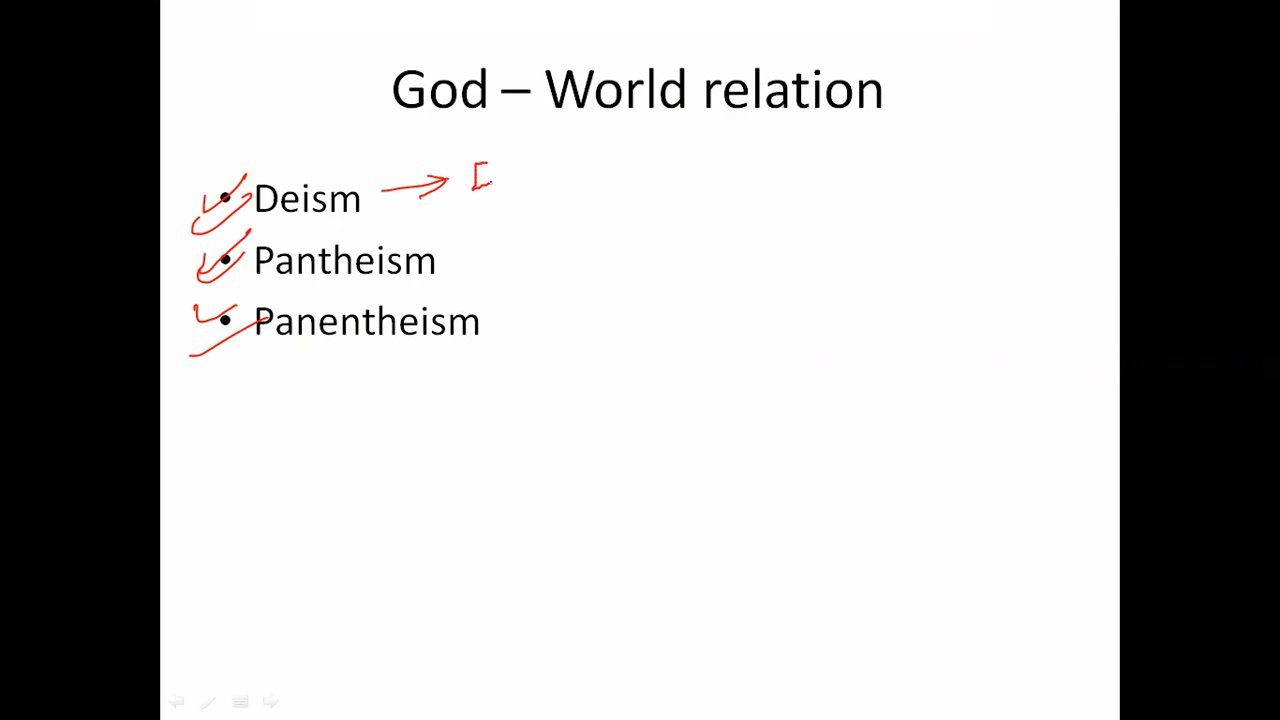 God – World relation
• Deism →
• Pantheism
• Panentheism